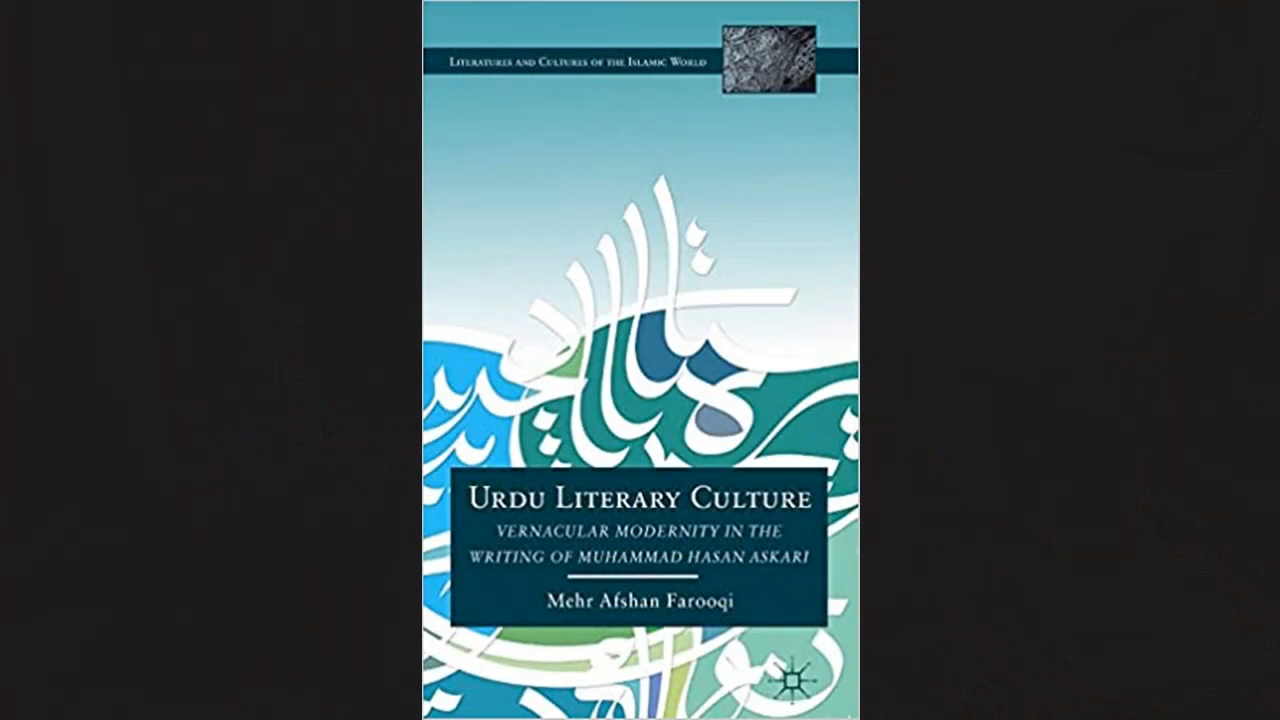 LITERATURES AND CULTURES OF THE ISLAMIC WORLD
URDU LITERARY CULTURE
VERNACULAR MODERNITY IN THE
WRITING OF MUHAMMAD HASAN ASKARI
Mehr Afshan Farooqi